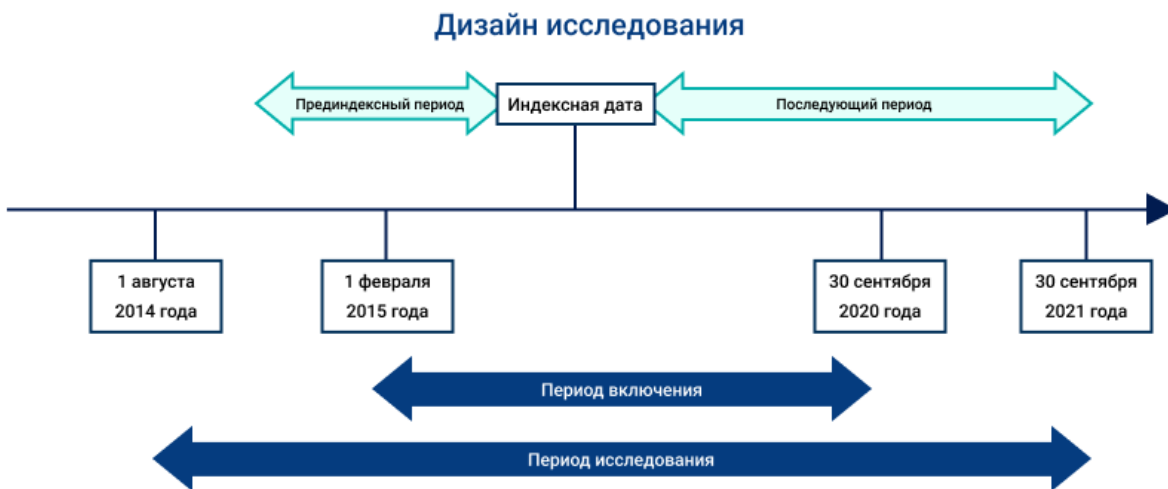 Дизайн исследования
Прединдексный период
Индексная дата
Последующий период
1 августа
2014 года
1 февраля
2015 года
30 сентября
2020 года
30 сентября
2021 года
Период включения
Период исследования